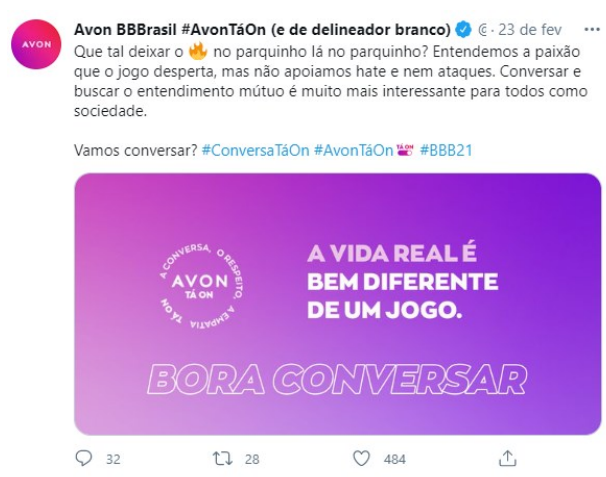 Avon BBBrasil #AvonTáOn (e de delineador branco) @ · 23 de fev
AVON
Que tal deixar o 🔥 no parquinho lá no parquinho? Entendemos a paixão
que o jogo desperta, mas não apoiamos hate e nem ataques. Conversar e
buscar o entendimento mútuo é muito mais interessante para todos como
sociedade.
Vamos conversar? #ConversaTáOn #AvonTáOn TÁ ON #BBB21
A CONVERSA, O RESPEITO, A EMPATIA TÁ ON
AVON
TÁ ON
A VIDA REAL É
BEM DIFERENTE
DE UM JOGO.
BORA CONVERSAR
32 28 484